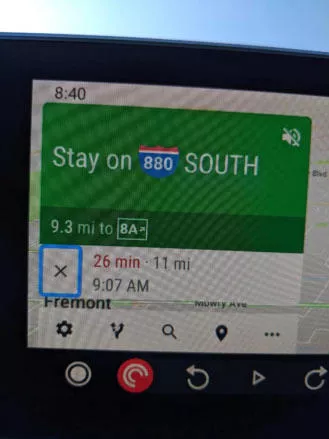 8:40
Stay on 880 SOUTH
Blvd
9.3 mi to 8A
26 min · 11 mi
9:07 AM
Fremont
Mowry Ave